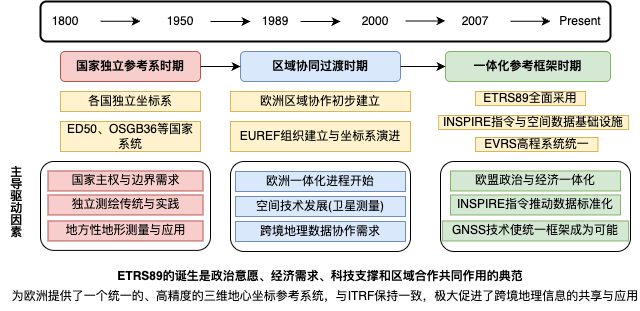 1800 1950 1989 2000 2007 Present
国家独立参考系时期 区域协同过渡时期 一体化参考框架时期
各国独立坐标系 欧洲区域协作初步建立 ETRS89全面采用
INSPIRE指令与空间数据基础设施
ED50、OSGB36等国家
系统
EUREF组织建立与坐标系演进
EVRS高程系统统一
主导驱动因素
国家主权与边界需求 欧洲一体化进程开始 欧盟政治与经济一体化
独立测绘传统与实践 空间技术发展(卫星测量) INSPIRE指令推动数据标准化
地方性地形测量与应用 跨境地理数据协作需求 GNSS技术使统一框架成为可能
ETRS89的诞生是政治意愿、经济需求、科技支撑和区域合作共同作用的典范
为欧洲提供了一个统一的、高精度的三维地心坐标参考系统，与ITRF保持一致，极大促进了跨境地理信息的共享与应用